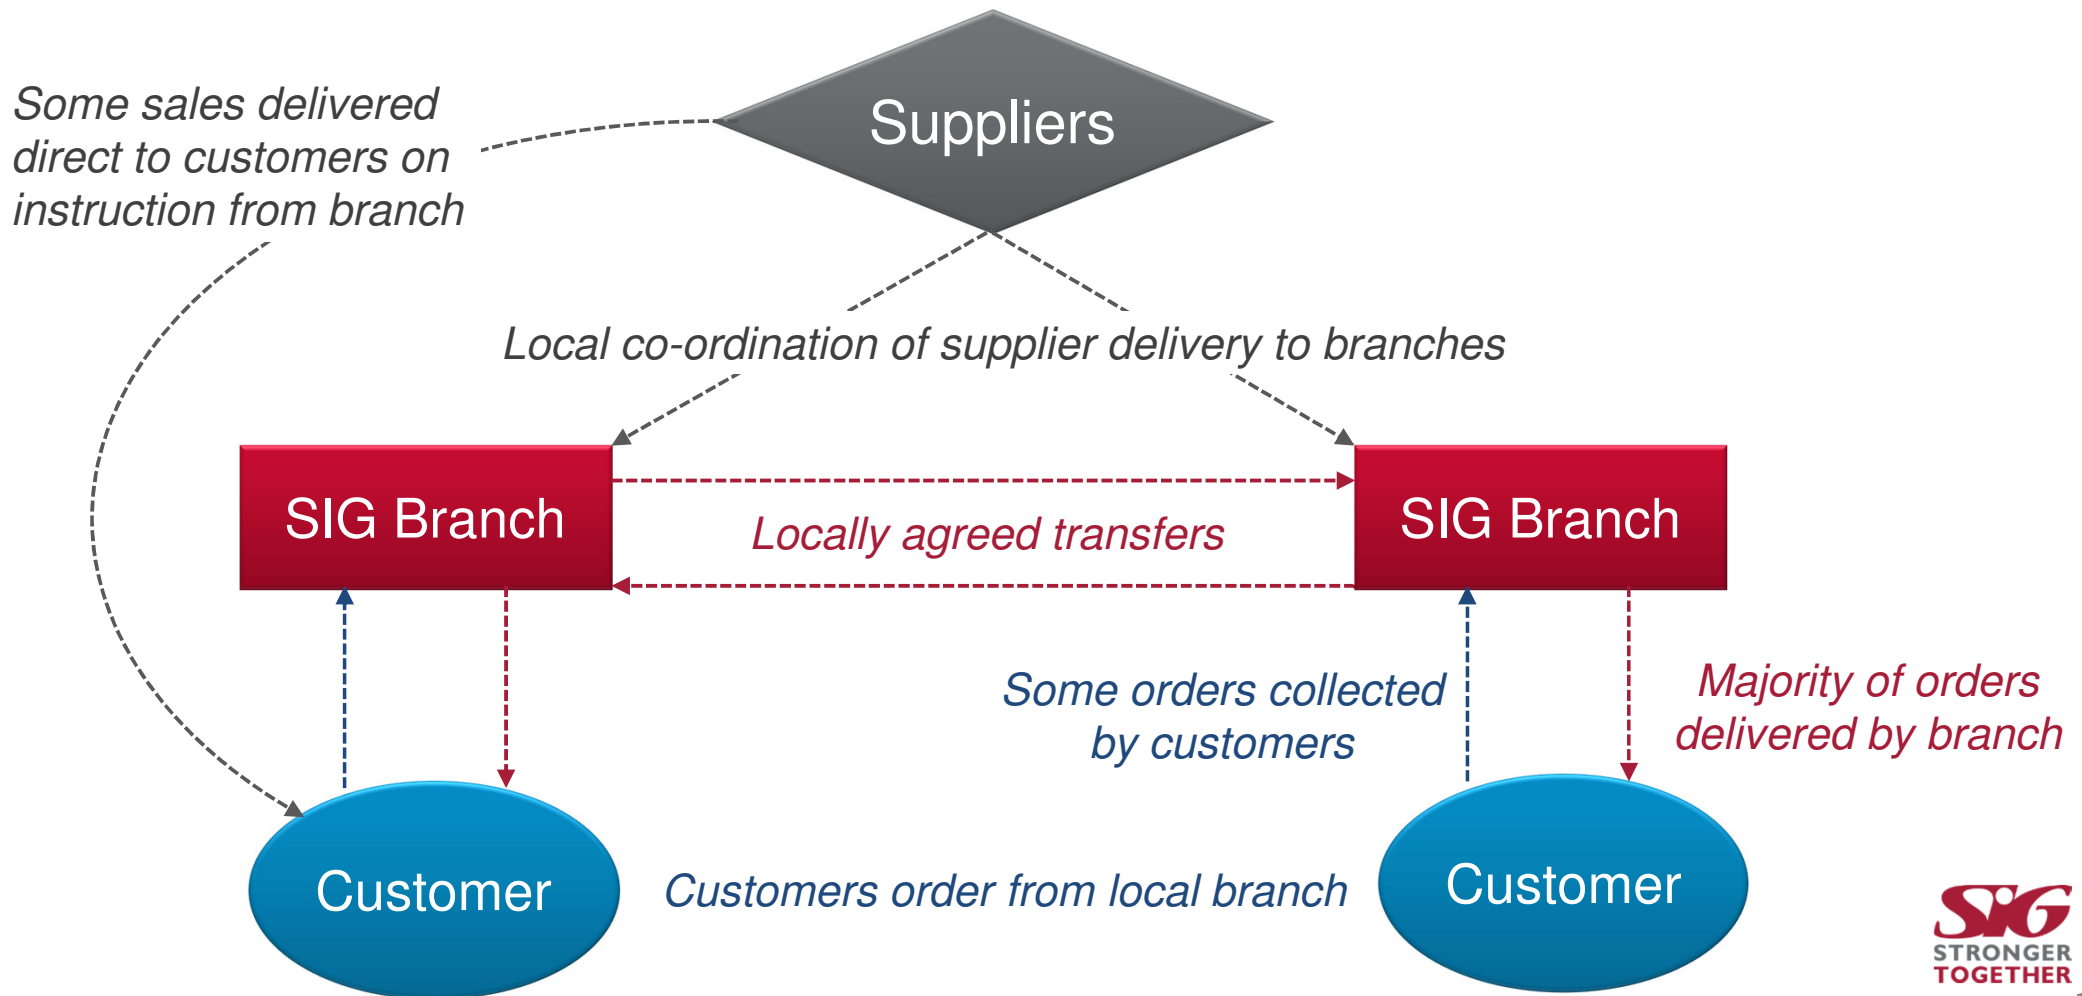 Suppliers
Some sales delivered
direct to customers on
instruction from branch
Local co-ordination of supplier delivery to branches
SIG Branch
Locally agreed transfers
SIG Branch
Some orders collected
by customers
Majority of orders
delivered by branch
Customer
Customers order from local branch
Customer
SIG
STRONGER
TOGETHER